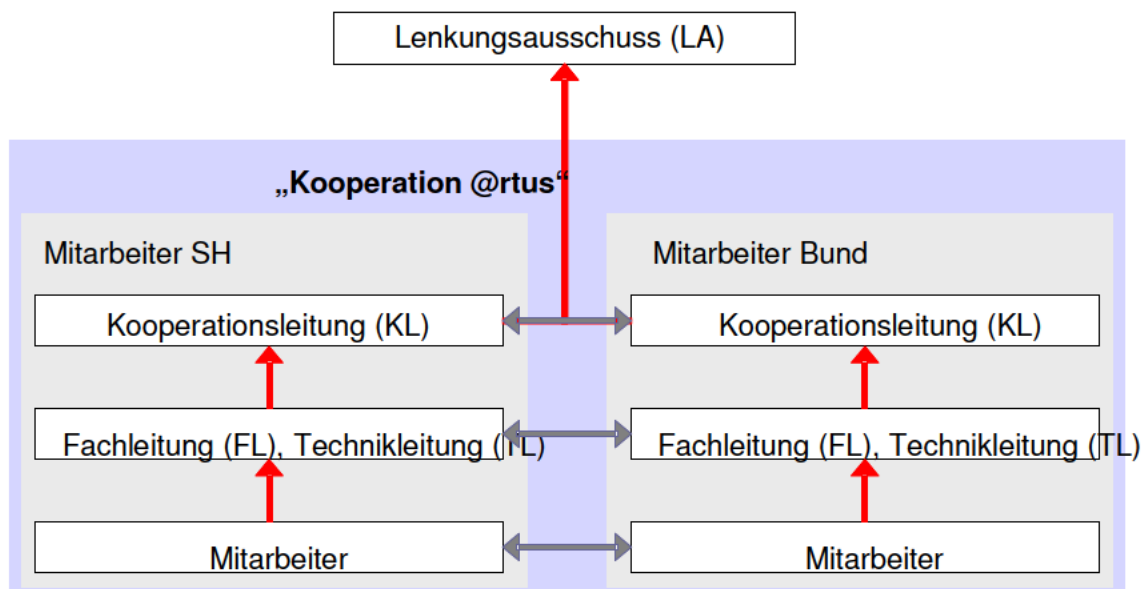 Lenkungsausschuss (LA)
„Kooperation @rtus“
Mitarbeiter SH
Kooperationsleitung (KL)
Fachleitung (FL), Technikleitung (TL)
Mitarbeiter
Mitarbeiter Bund
Kooperationsleitung (KL)
Fachleitung (FL), Technikleitung (TL)
Mitarbeiter